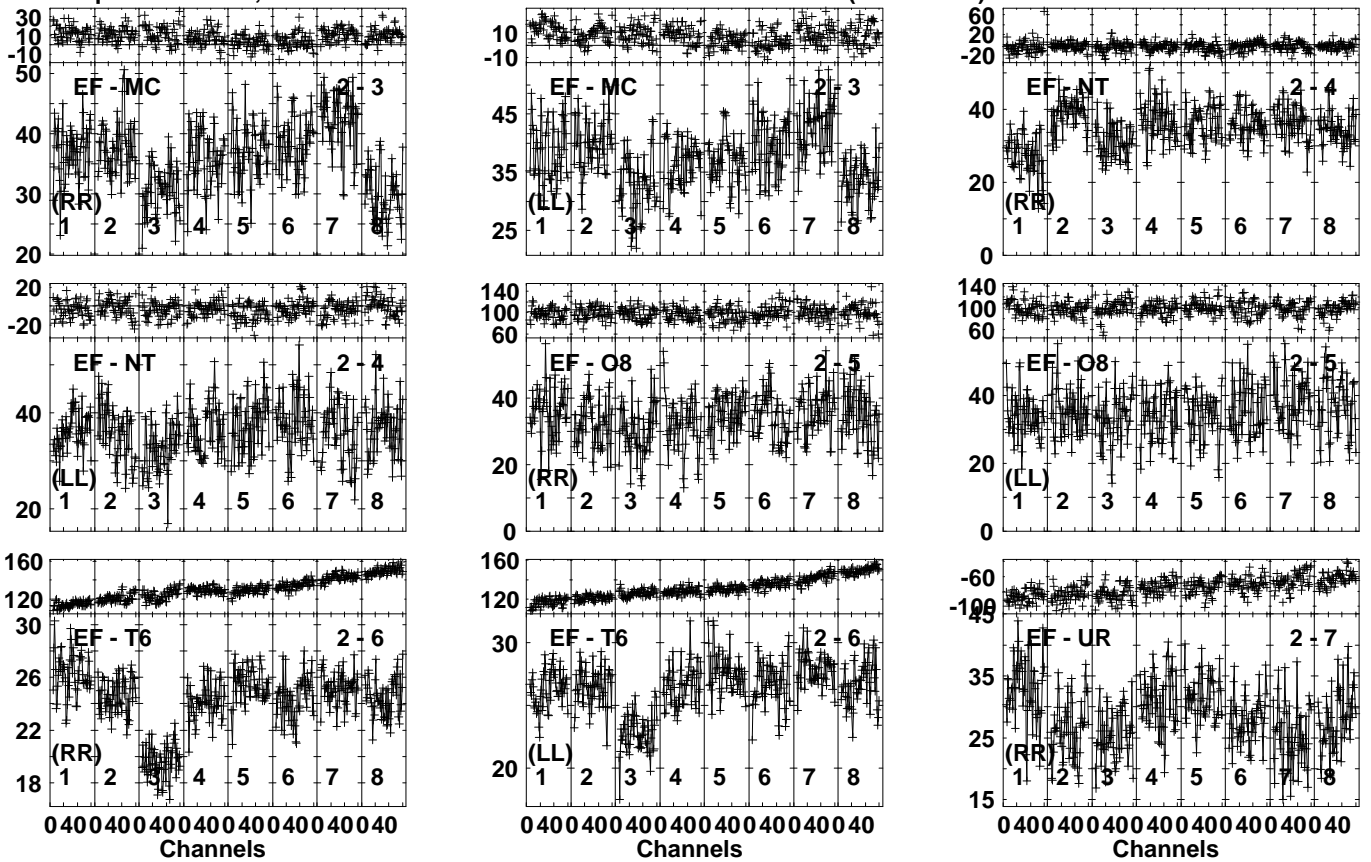 30 10 -10
50 40 30 20
EF - MC 2 - 3
(RR)
1 2 3 4 5 6 7 8
10 -10
45 35 25
EF - MC 2 - 3
(LL)
1 2 3 4 5 6 7 8
60 20 -20
40 20 0
EF - NT 2 - 4
(RR)
1 2 3 4 5 6 7 8
20 -20
40 20
EF - NT 2 - 4
(LL)
1 2 3 4 5 6 7 8
140 100 60
60 40 20 0
EF - O8 2 - 5
(RR)
1 2 3 4 5 6 7 8
140 100 60
60 40 20 0
EF - O8 2 - 5
(LL)
1 2 3 4 5 6 7 8
160 120
30 26 22 18
EF - T6 2 - 6
(RR)
1 2 3 4 5 6 7 8
160 120
30 20
EF - T6 2 - 6
(LL)
1 2 3 4 5 6 7 8
-60 -100
45 35 25 15
EF - UR 2 - 7
(RR)
1 2 3 4 5 6 7 8
0 40 0 40 0 40 0 40 0 40 0 40 0 40 0 40
Channels
0 40 0 40 0 40 0 40 0 40 0 40 0 40 0 40
Channels
0 40 0 40 0 40 0 40 0 40 0 40 0 40 0 40
Channels